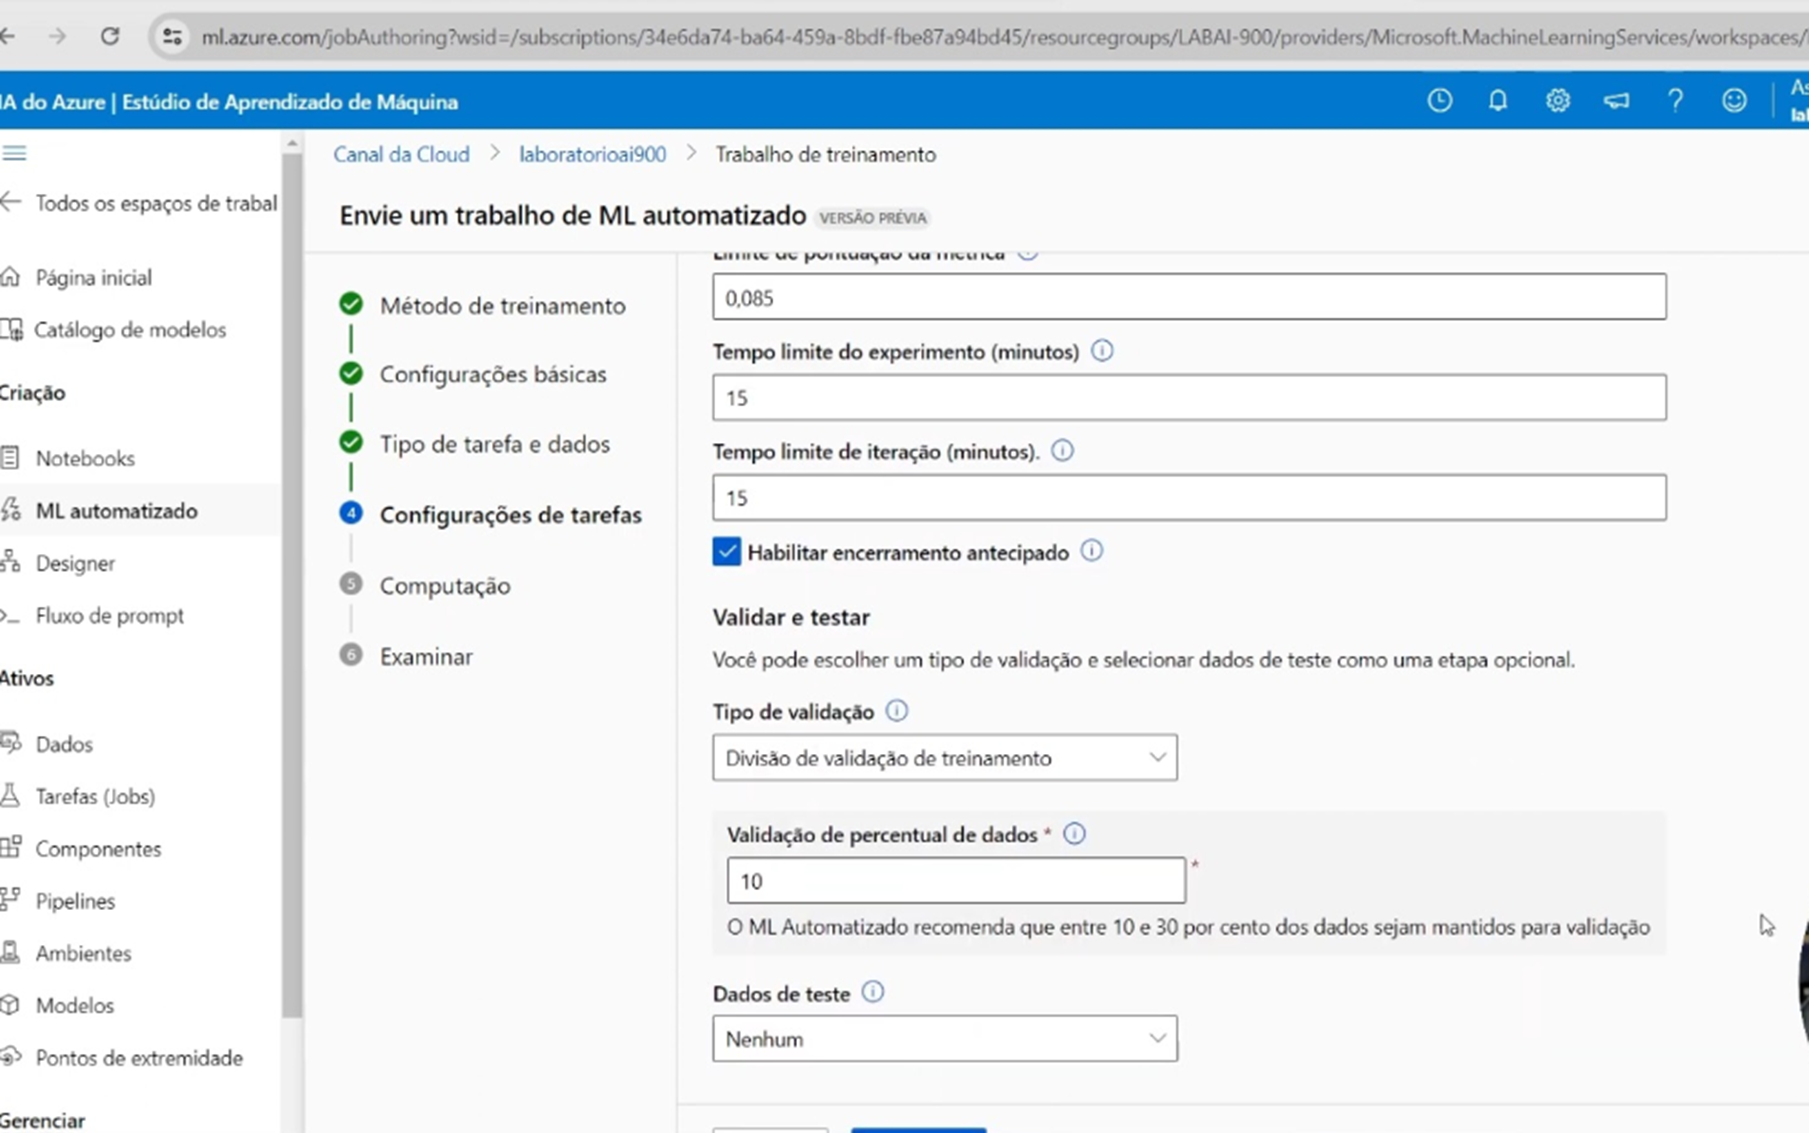 ml.azure.com/jobAuthoring?wsid=/subscriptions/34e6da74-ba64-459a-8bdf-fbe87a94bd45/resourcegroups/LABAI-900/providers/Microsoft.MachineLearningServices/workspaces/
IA do Azure | Estúdio de Aprendizado de Máquina
Todos os espaços de trabal
Página inicial
Catálogo de modelos
Criação
Notebooks
ML automatizado
Designer
Fluxo de prompt
Ativos
Dados
Tarefas (Jobs)
Componentes
Pipelines
Ambientes
Modelos
Pontos de extremidade
Gerenciar
Canal da Cloud > laboratorioai900 > Trabalho de treinamento
Envie um trabalho de ML automatizado VERSÃO PRÉVIA
Método de treinamento
Configurações básicas
Tipo de tarefa e dados
4 Configurações de tarefas
5 Computação
6 Examinar
Limite de pontuação da métrica
0,085
Tempo limite do experimento (minutos)
15
Tempo limite de iteração (minutos).
15
Habilitar encerramento antecipado
Validar e testar
Você pode escolher um tipo de validação e selecionar dados de teste como uma etapa opcional.
Tipo de validação
Divisão de validação de treinamento
Validação de percentual de dados *
10 *
O ML Automatizado recomenda que entre 10 e 30 por cento dos dados sejam mantidos para validação
Dados de teste
Nenhum